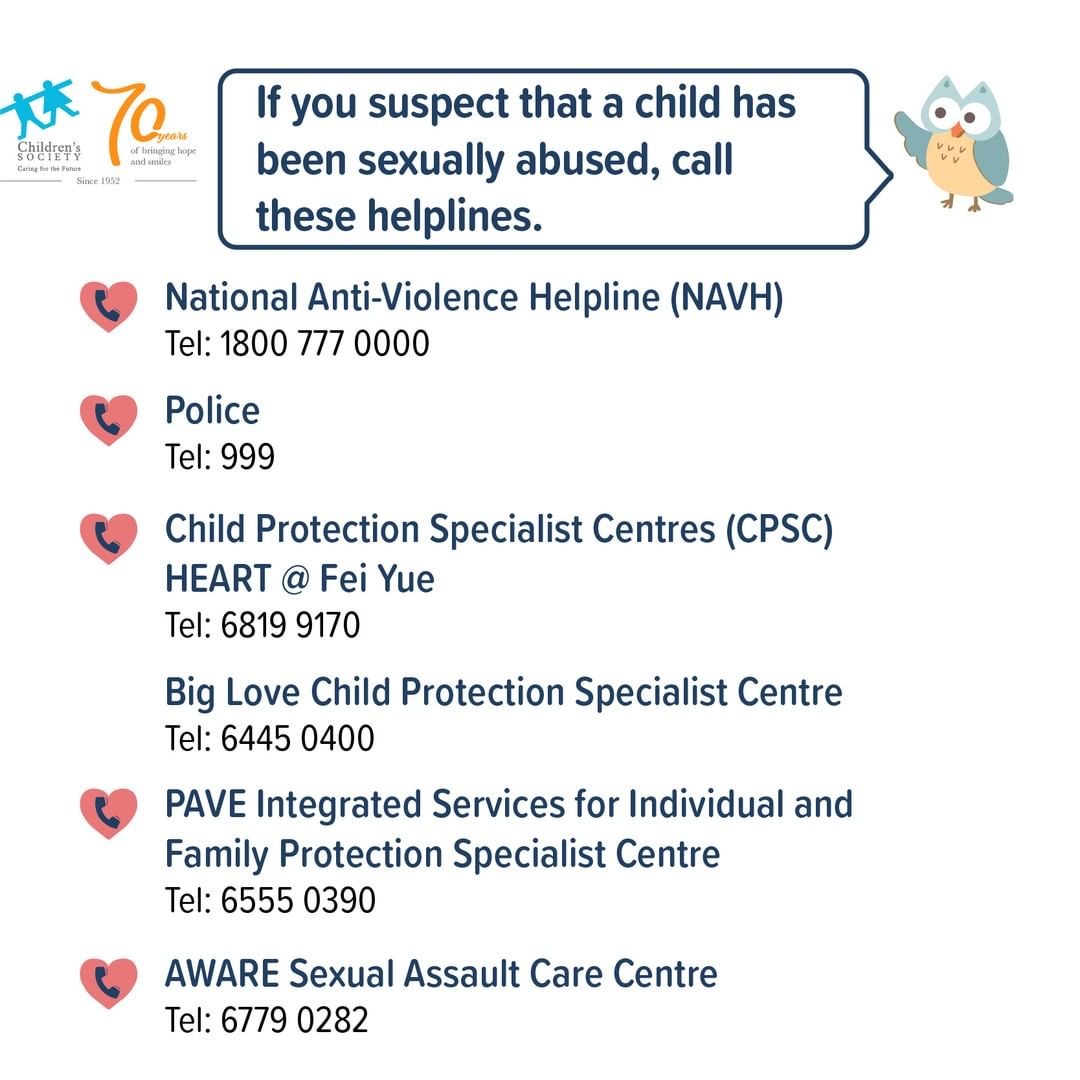 Children's
SOCIETY
Caring for the Future
70 years
of bringing hope
and smiles
Since 1952
If you suspect that a child has
been sexually abused, call
these helplines.
National Anti-Violence Helpline (NAVH)
Tel: 1800 777 0000
Police
Tel: 999
Child Protection Specialist Centres (CPSC)
HEART @ Fei Yue
Tel: 6819 9170
Big Love Child Protection Specialist Centre
Tel: 6445 0400
PAVE Integrated Services for Individual and
Family Protection Specialist Centre
Tel: 6555 0390
AWARE Sexual Assault Care Centre
Tel: 6779 0282